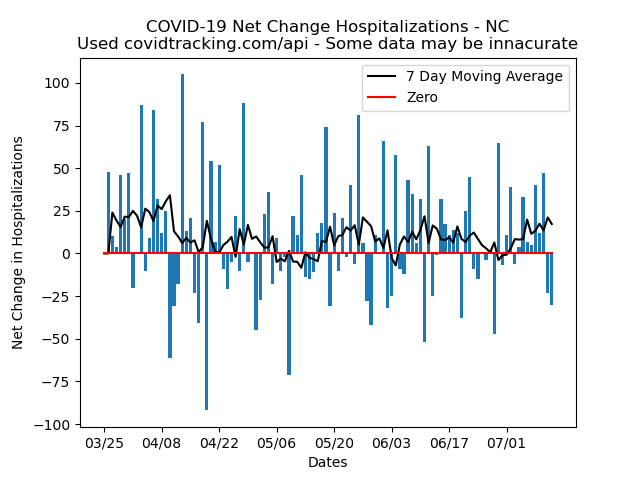 COVID-19 Net Change Hospitalizations - NC
Used covidtracking.com/api - Some data may be innacurate
7 Day Moving Average
Zero
Net Change in Hospitalizations
100
75
50
25
0
−25
−50
−75
−100
03/25 04/08 04/22 05/06 05/20 06/03 06/17 07/01
Dates